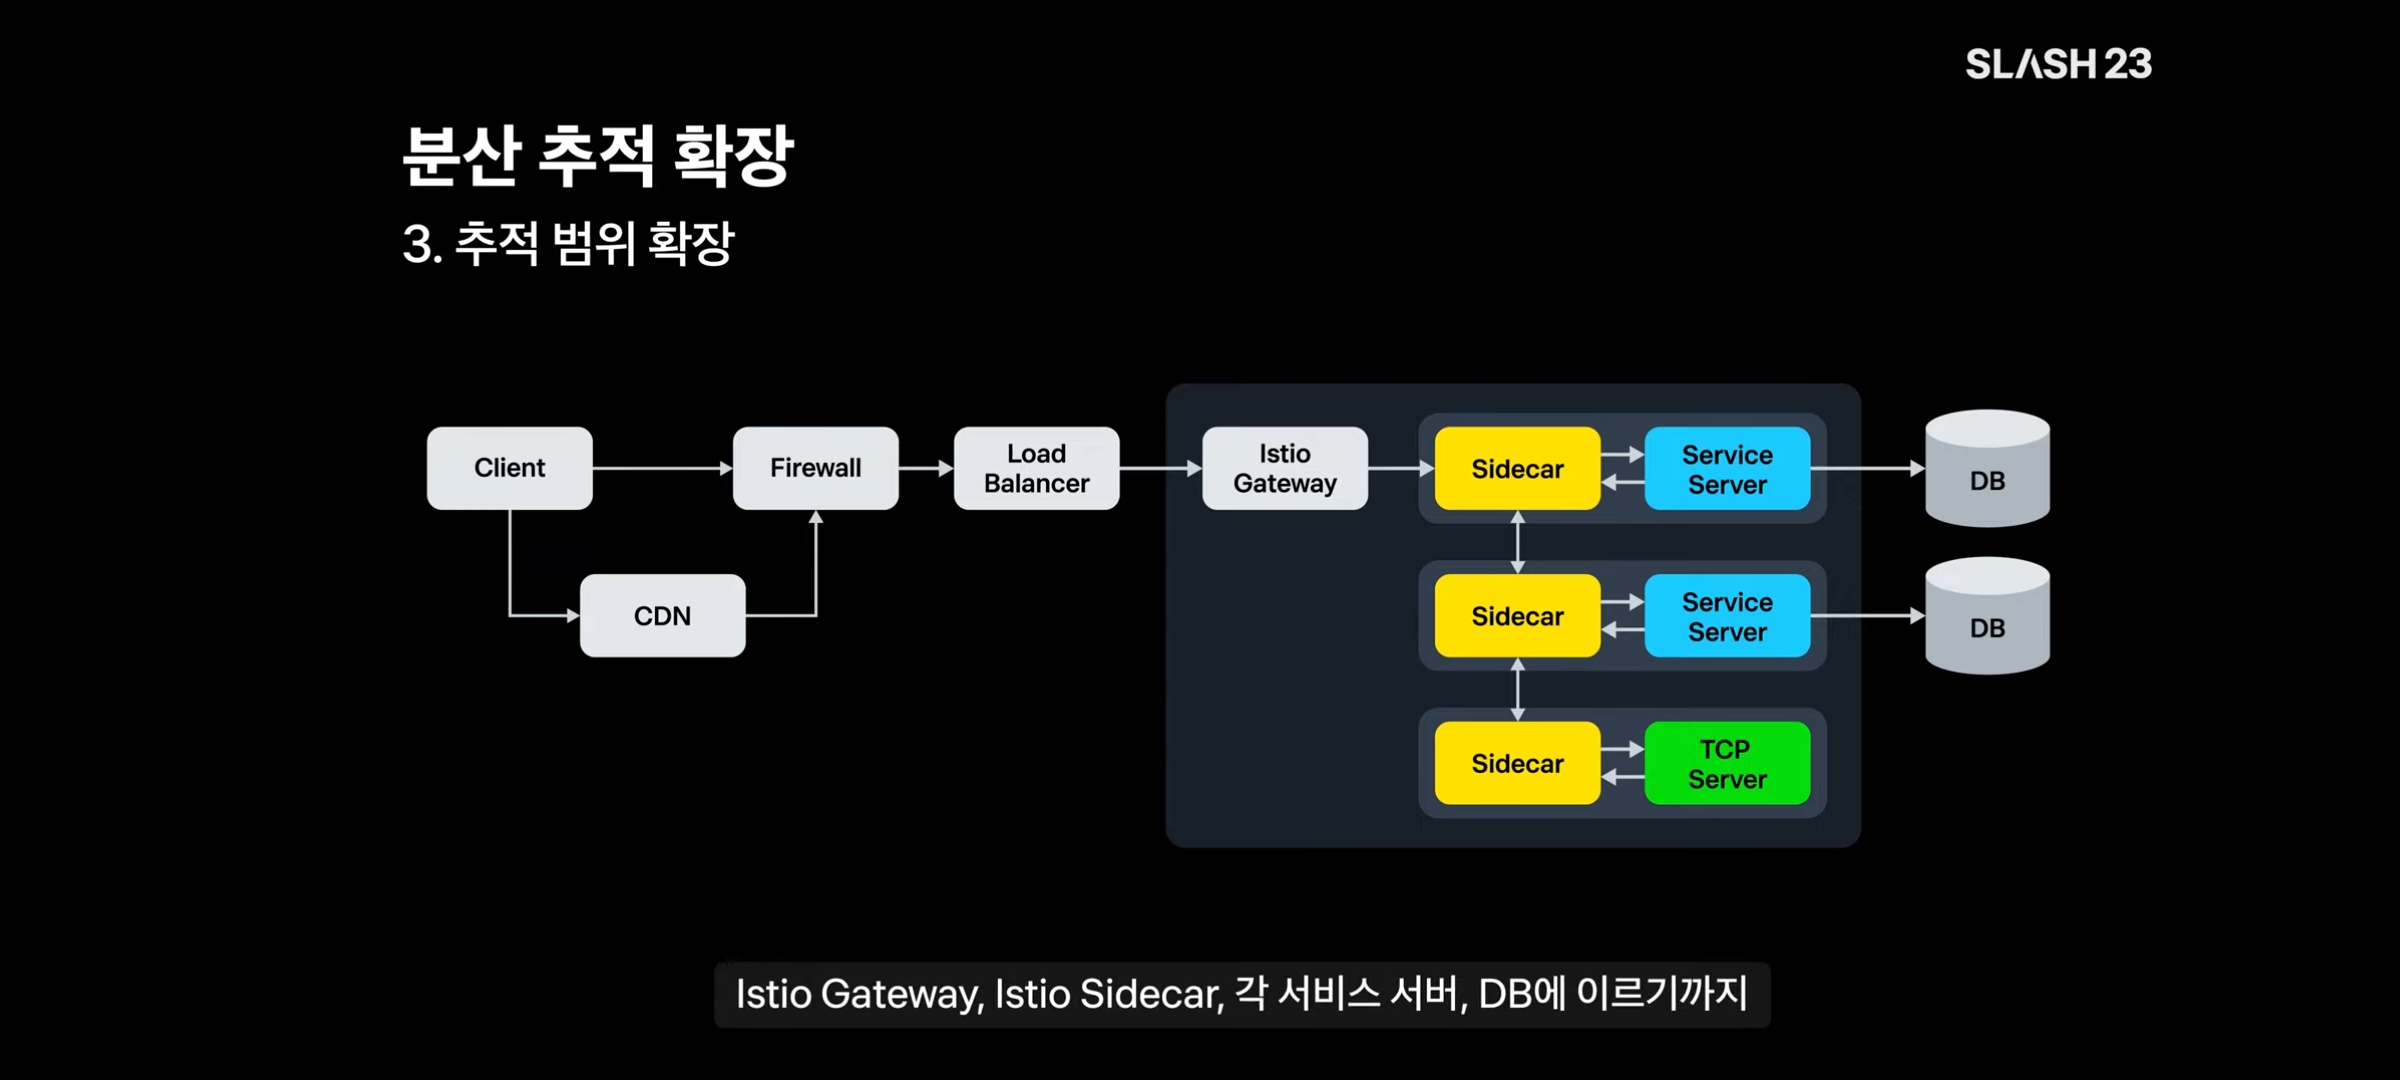 SLASH 23
분산 추적 확장
3. 추적 범위 확장
Client
Firewall
Load
Balancer
Istio
Gateway
Sidecar
Service
Server
DB
CDN
Sidecar
Service
Server
DB
Sidecar
TCP
Server
Istio Gateway, Istio Sidecar, 각 서비스 서버, DB에 이르기까지